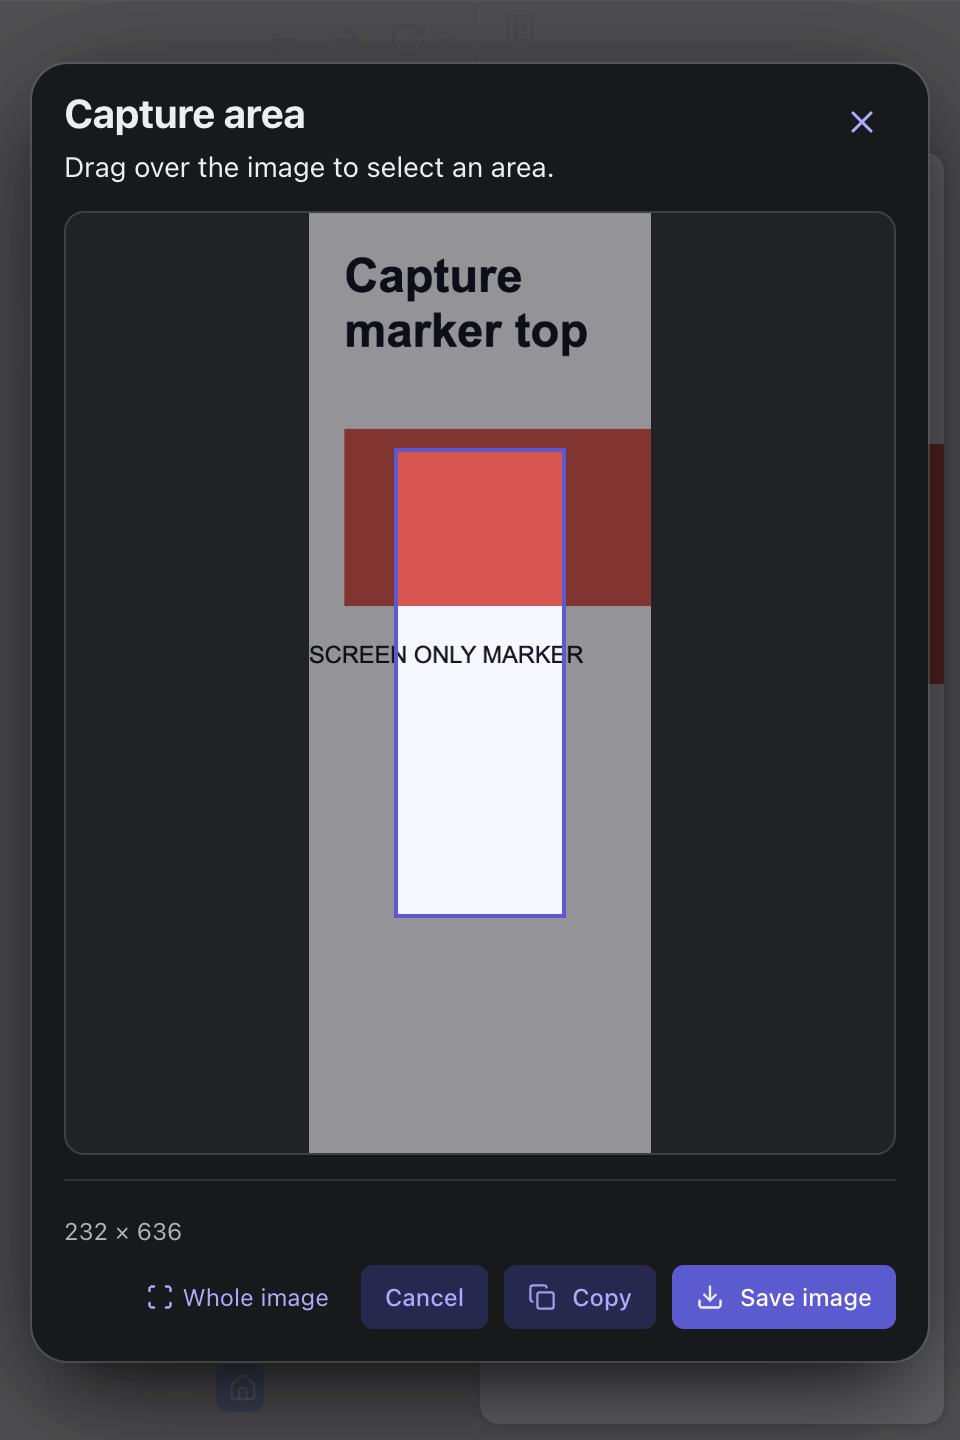 Capture area
Drag over the image to select an area.
Capture
marker top
SCREEN ONLY MARKER
232 × 636
Whole image
Cancel
Copy
Save image